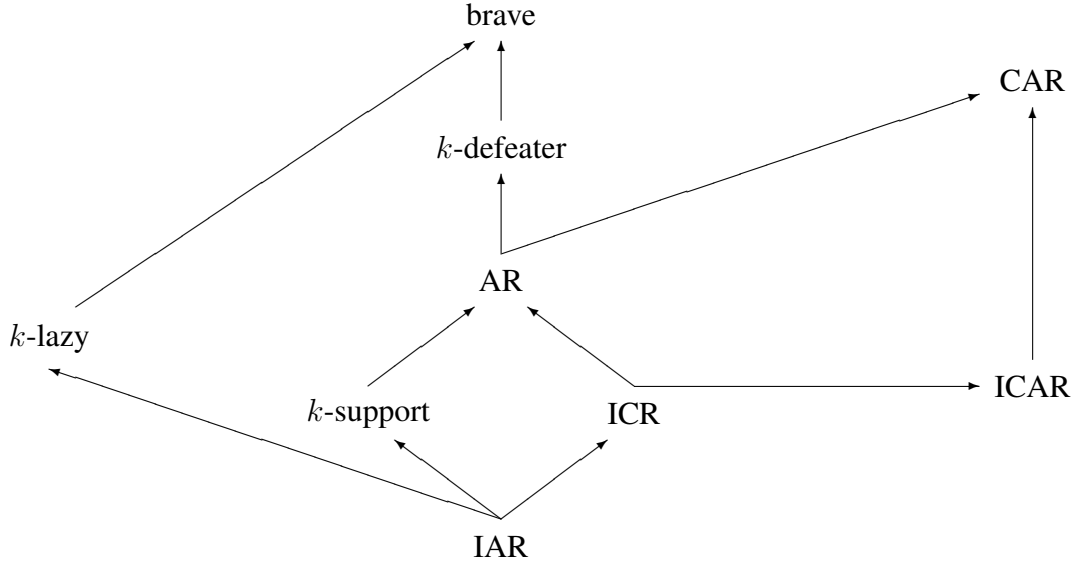 brave
CAR
k-defeater
AR
k-lazy
k-support
ICR
ICAR
IAR